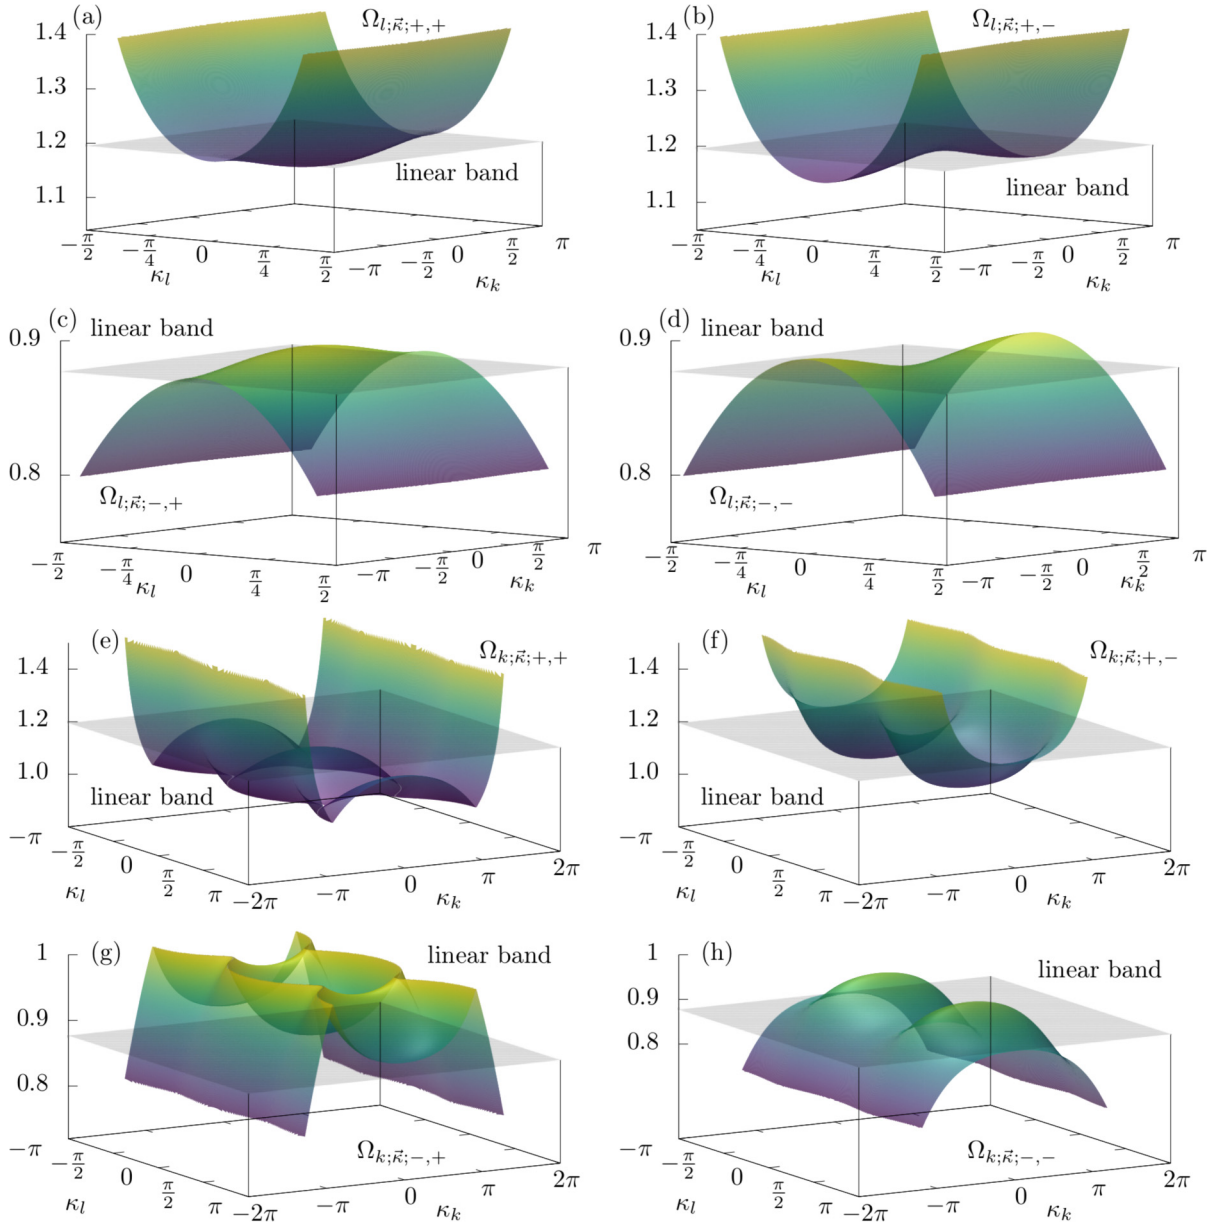 (a) Ω_{l;κ⃗;+,+}
1.4
1.3
1.2
1.1
linear band
−π/2 −π/4 0 π/4 π/2
κ_l
−π −π/2 0 π/2 π
κ_k
(b) Ω_{l;κ⃗;+,−}
1.4
1.3
1.2
1.1
linear band
−π/2 −π/4 0 π/4 π/2
κ_l
−π −π/2 0 π/2 π
κ_k
(c) linear band
0.9
0.8
Ω_{l;κ⃗;−,+}
−π/2 −π/4 0 π/4 π/2
κ_l
−π −π/2 0 π/2 π
κ_k
(d) linear band
0.9
0.8
Ω_{l;κ⃗;−,−}
−π/2 −π/4 0 π/4 π/2
κ_l
−π −π/2 0 π/2 π
κ_k
(e) Ω_{k;κ⃗;+,+}
1.4
1.2
1.0
linear band
−π −π/2 0 π/2 π
κ_l
−2π −π 0 π 2π
κ_k
(f) Ω_{k;κ⃗;+,−}
1.4
1.2
1.0
linear band
−π −π/2 0 π/2 π
κ_l
−2π −π 0 π 2π
κ_k
(g) linear band
1
0.9
0.8
Ω_{k;κ⃗;−,+}
−π −π/2 0 π/2 π
κ_l
−2π −π 0 π 2π
κ_k
(h) linear band
1
0.9
0.8
Ω_{k;κ⃗;−,−}
−π −π/2 0 π/2 π
κ_l
−2π −π 0 π 2π
κ_k